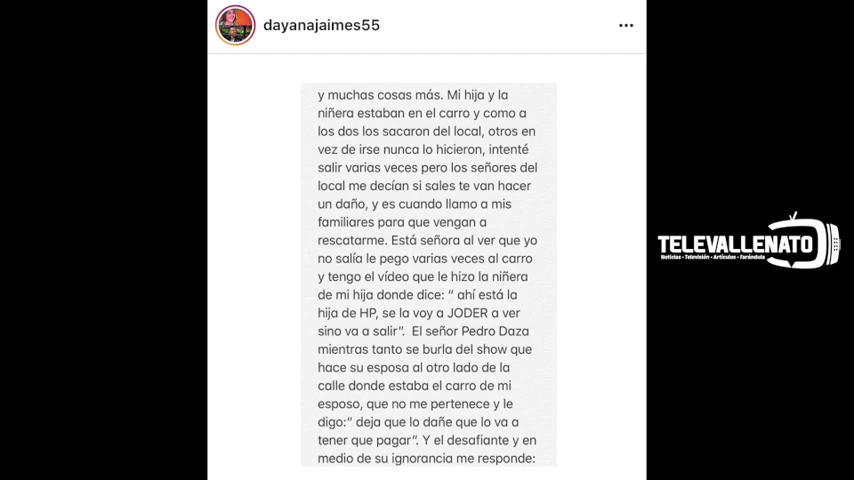 dayanajaimes55
y muchas cosas más. Mi hija y la
niñera estaban en el carro y como a
los dos los sacaron del local, otros en
vez de irse nunca lo hicieron, intenté
salir varias veces pero los señores del
local me decían si sales te van hacer
un daño, y es cuando llamo a mis
familiares para que vengan a
rescatarme. Está señora al ver que yo
no salía le pego varias veces al carro
y tengo el vídeo que le hizo la niñera
de mi hija donde dice: “ ahí está la
hija de HP, se la voy a JODER a ver
sino va a salir”.  El señor Pedro Daza
mientras tanto se burla del show que
hace su esposa al otro lado de la
calle donde estaba el carro de mi
esposo, que no me pertenece y le
digo:“ deja que lo dañe que lo va a
tener que pagar”. Y el desafiante y en
medio de su ignorancia me responde:
TELEVALLENATO
Noticias • Televisión • Artículos • Farándula